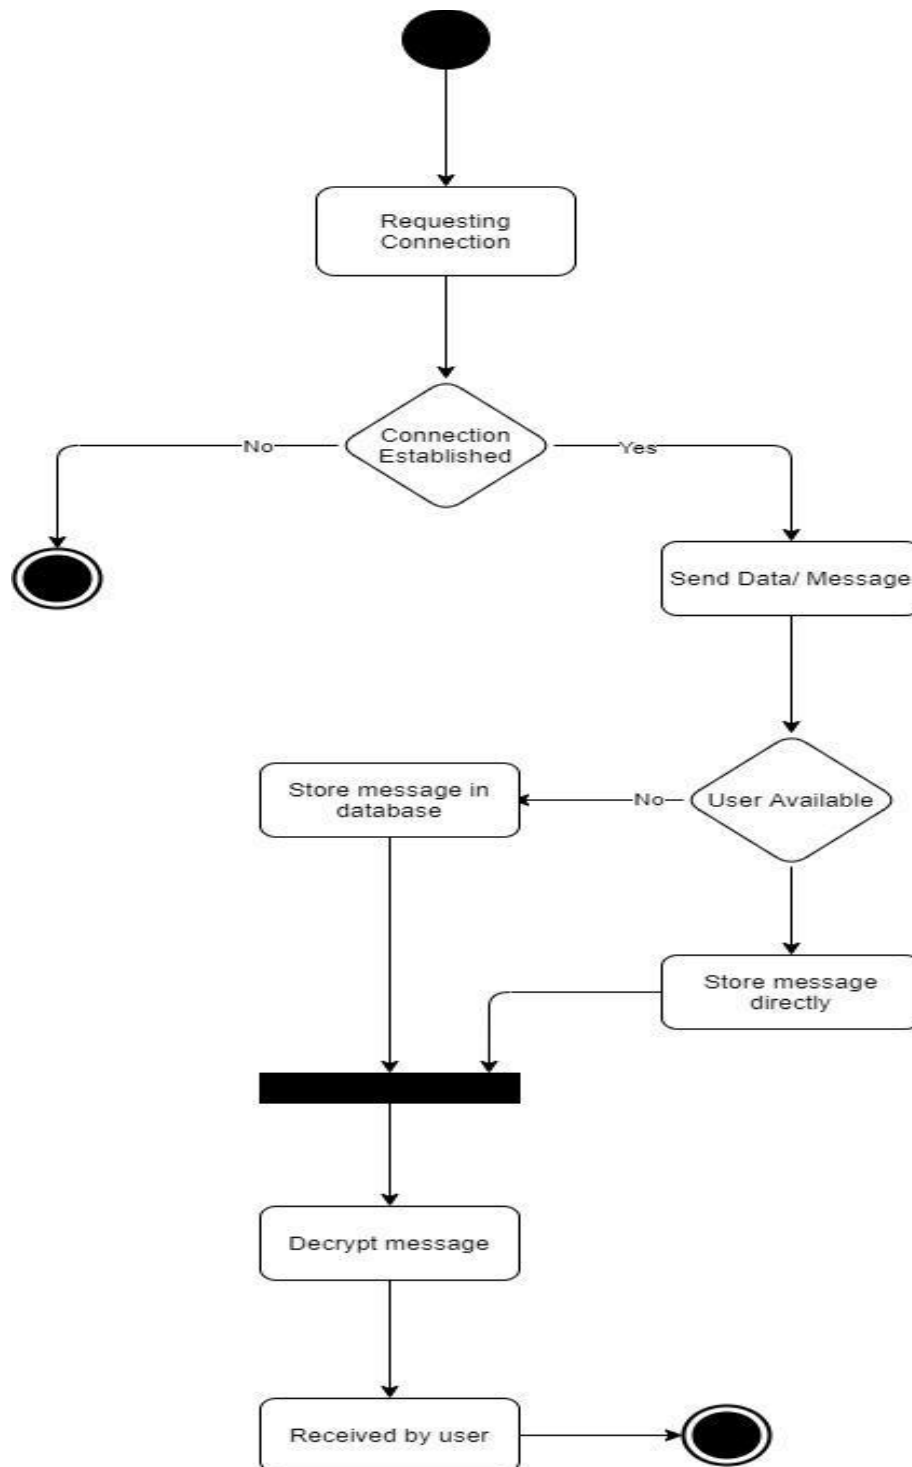 Requesting
Connection
Connection
Established
No
Yes
Send Data/ Message
Store message in
database
No
User Available
Store message
directly
Decrypt message
Received by user